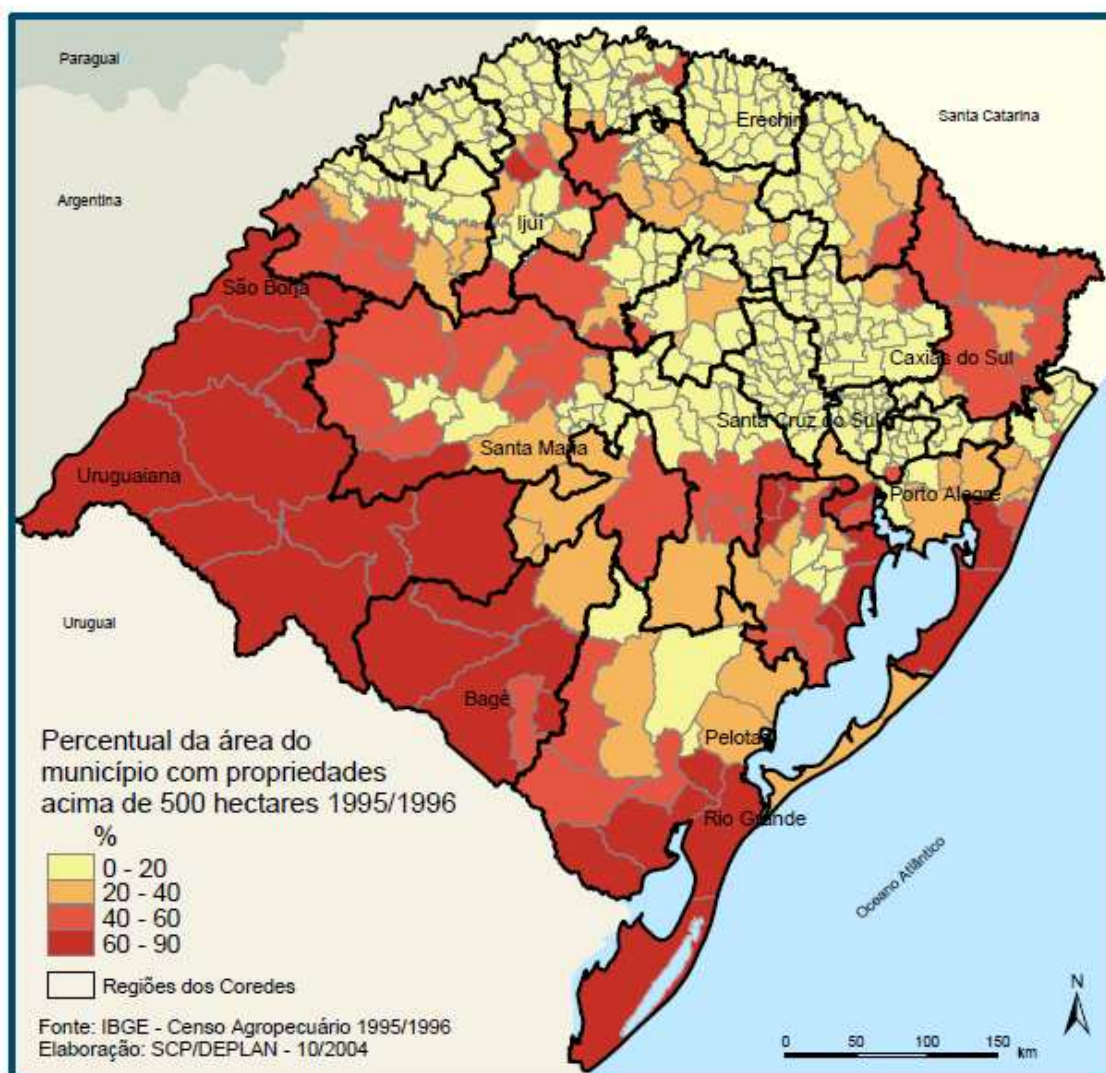 Paraguai
Santa Catarina
Argentina
Erechim
Ijuí
São Borja
Caxias do Sul
Santa Cruz do Sul
Santa Maria
Uruguaiana
Porto Alegre
Uruguai
Bagé
Pelotas
Rio Grande
Oceano Atlântico
Percentual da área do
município com propriedades
acima de 500 hectares 1995/1996
%
0 - 20
20 - 40
40 - 60
60 - 90
Regiões dos Coredes
Fonte: IBGE - Censo Agropecuário 1995/1996
Elaboração: SCP/DEPLAN - 10/2004
N
0 50 100 150
km